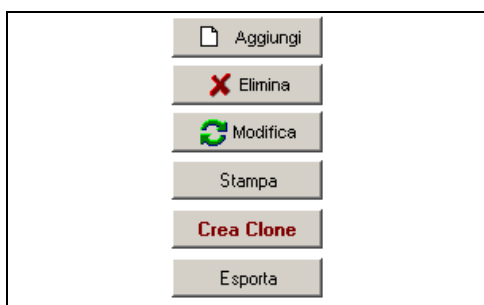 Aggiungi
Elimina
Modifica
Stampa
Crea Clone
Esporta